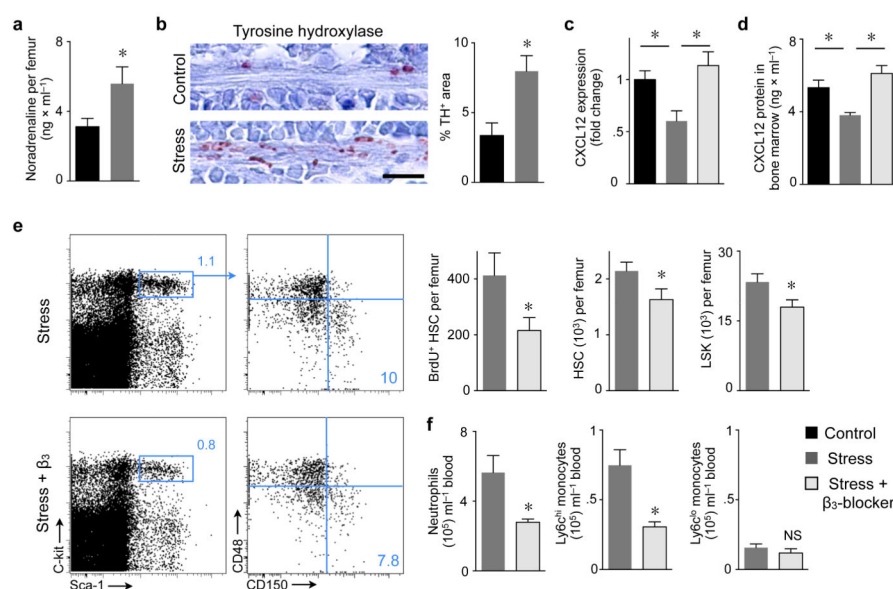 a
Noradrenaline per femur
(ng × ml⁻¹)
8
4
0
*
b
Tyrosine hydroxylase
Control
Stress
% TH⁺ area
10
5
0
*
c
CXCL12 expression
(fold change)
1.5
1
.5
0
* *
d
CXCL12 protein in
bone marrow (ng × ml⁻¹)
8
4
0
* *
e
Stress
1.1
10
Stress + β₃
0.8
7.8
C-kit
Sca-1
CD48
CD150
BrdU⁺ HSC per femur
400
200
0
*
HSC (10³) per femur
2
1
0
*
LSK (10³) per femur
30
15
0
*
f
Neutrophils
(10⁵) ml⁻¹ blood
8
4
0
*
Ly6cʰⁱ monocytes
(10⁵) ml⁻¹ blood
1
.5
0
*
Ly6cˡᵒ monocytes
(10⁵) ml⁻¹ blood
1
.5
0
NS
Control
Stress
Stress +
β₃-blocker